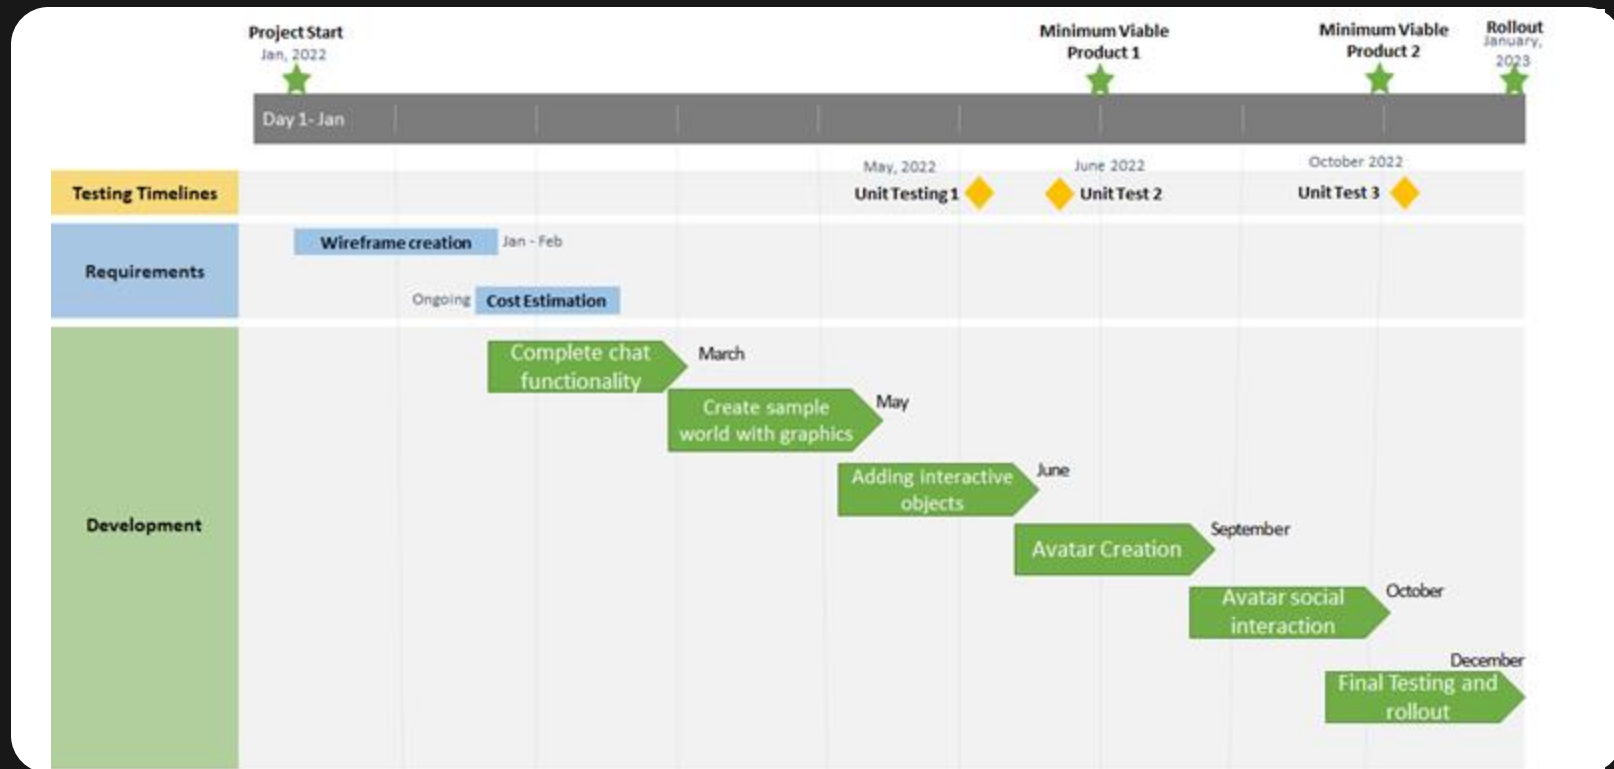 Project Start
Jan, 2022
Minimum Viable
Product 1
Minimum Viable
Product 2
Rollout
January,
2023
Day 1- Jan
Testing Timelines
May, 2022
Unit Testing 1
June 2022
Unit Test 2
October 2022
Unit Test 3
Requirements
Wireframe creation
Jan - Feb
Ongoing
Cost Estimation
Development
Complete chat
functionality
March
Create sample
world with graphics
May
Adding interactive
objects
June
Avatar Creation
September
Avatar social
interaction
October
December
Final Testing and
rollout